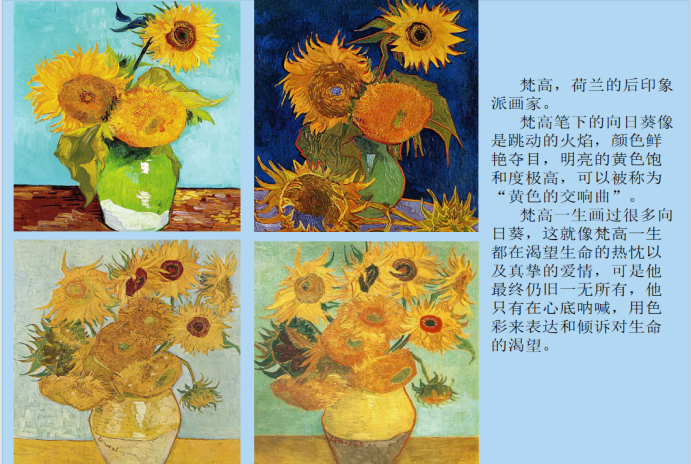 梵高，荷兰的后印象
派画家。
梵高笔下的向日葵像
是跳动的火焰，颜色鲜
艳夺目，明亮的黄色饱
和度极高，可以被称为
“黄色的交响曲”。
梵高一生画过很多向
日葵，这就像梵高一生
都在渴望生命的热忱以
及真挚的爱情，可是他
最终仍旧一无所有，他
只有在心底呐喊，用色
彩来表达和倾诉对生命
的渴望。
Vincent